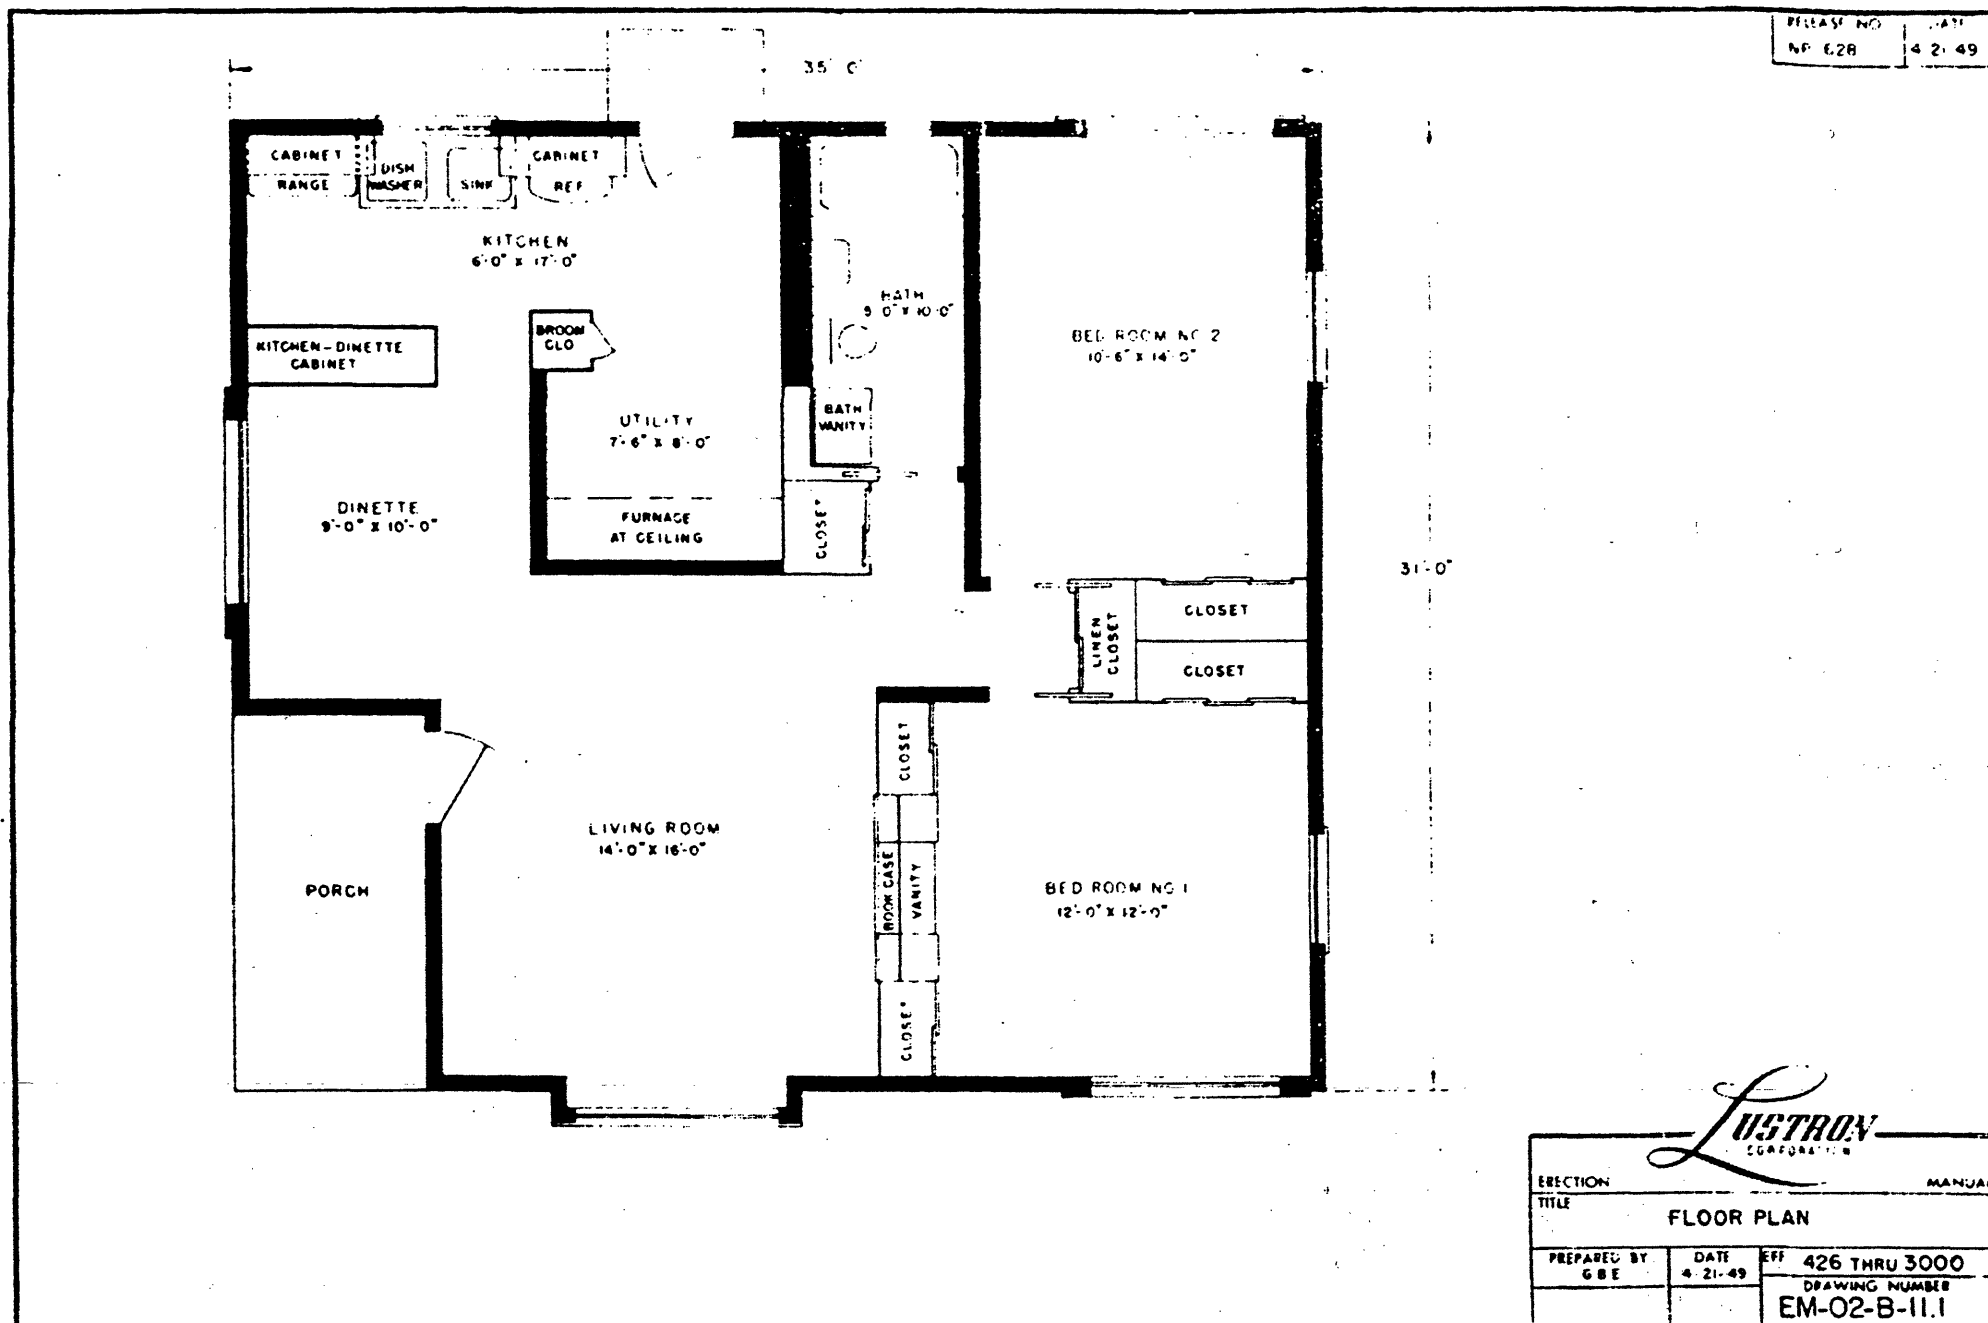 RELEASE NO DATE
NP 628 4 21 49
35' 0"
CABINET
RANGE
DISH
WASHER
SINK
CABINET
REF
KITCHEN
6'-0" X 17'-0"
BATH
5'-0" X 10'-0"
BROOM
CLO
KITCHEN-DINETTE
CABINET
BED ROOM NO 2
10'-6" X 14'-0"
BATH
VANITY
UTILITY
7'-6" X 8'-0"
DINETTE
9'-0" X 10'-0"
FURNACE
AT CEILING
CLOSET
31'-0"
LINEN
CLOSET
CLOSET
CLOSET
CLOSET
LIVING ROOM
14'-0" X 16'-0"
PORCH
BOOK CASE
VANITY
BED ROOM NO 1
12'-0" X 12'-0"
CLOSET
LUSTRON
CORPORATION
ERECTION MANUAL
TITLE
FLOOR PLAN
PREPARED BY
GBE
DATE
4-21-49
EFF 426 THRU 3000
DRAWING NUMBER
EM-02-B-11.1